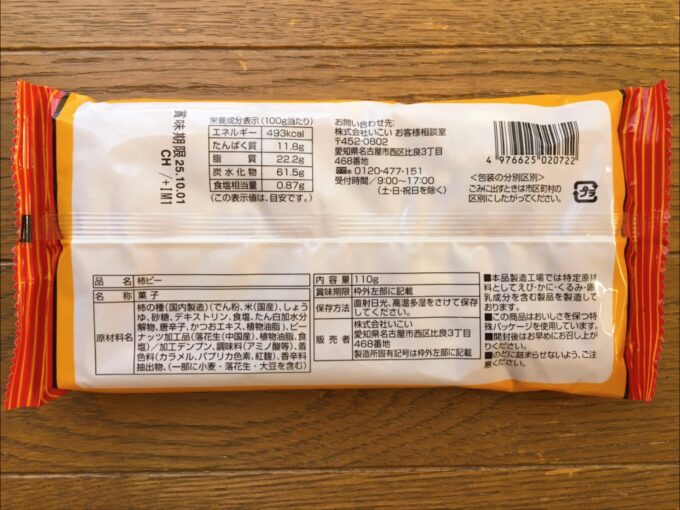 賞味期限 25.10.01
CH /+IM1
栄養成分表示(100g当たり)
エネルギー 493kcal
たんぱく質 11.8g
脂質 22.2g
炭水化物 61.5g
食塩相当量 0.87g
(この表示値は、目安です。)
お問い合わせ先:
株式会社いこい お客様相談室
〒452-0802
愛知県名古屋市西区比良3丁目
468番地
0120-477-151
受付時間/9:00~17:00
(土・日・祝日を除く)
4 976625 020722
<包装の分別区別>
ごみに出すときは市区町村の
区別にしたがってください。
プラ
品名 柿ピー
名称 菓子
原材料名 柿の種(国内製造)(でん粉、米(国産)、しょう
ゆ、砂糖、デキストリン、食塩、たん白加水分
解物、唐辛子、かつおエキス、植物油脂)、ピー
ナッツ加工品(落花生(中国産)、植物油脂、食
塩)/加工デンプン、調味料(アミノ酸等)、着
色料(カラメル、パプリカ色素、紅麹)、香辛料
抽出物、(一部に小麦・落花生・大豆を含む)
内容量 110g
賞味期限 枠外左部に記載
保存方法 直射日光、高温多湿をさけて保存
してください。
販売者 株式会社いこい
愛知県名古屋市西区比良3丁目
468番地
製造所固有記号は枠外左部に記載
■本品製造工場では特定原材
料としてえび・かに・くるみ・卵・
乳成分を含む製品を製造して
おります。
■この商品はおいしさを保つ特
殊パッケージを使用しています。
■開封後はお早めにお召し上が
りください。
■のどに詰まらせないよう、ご注
意ください。